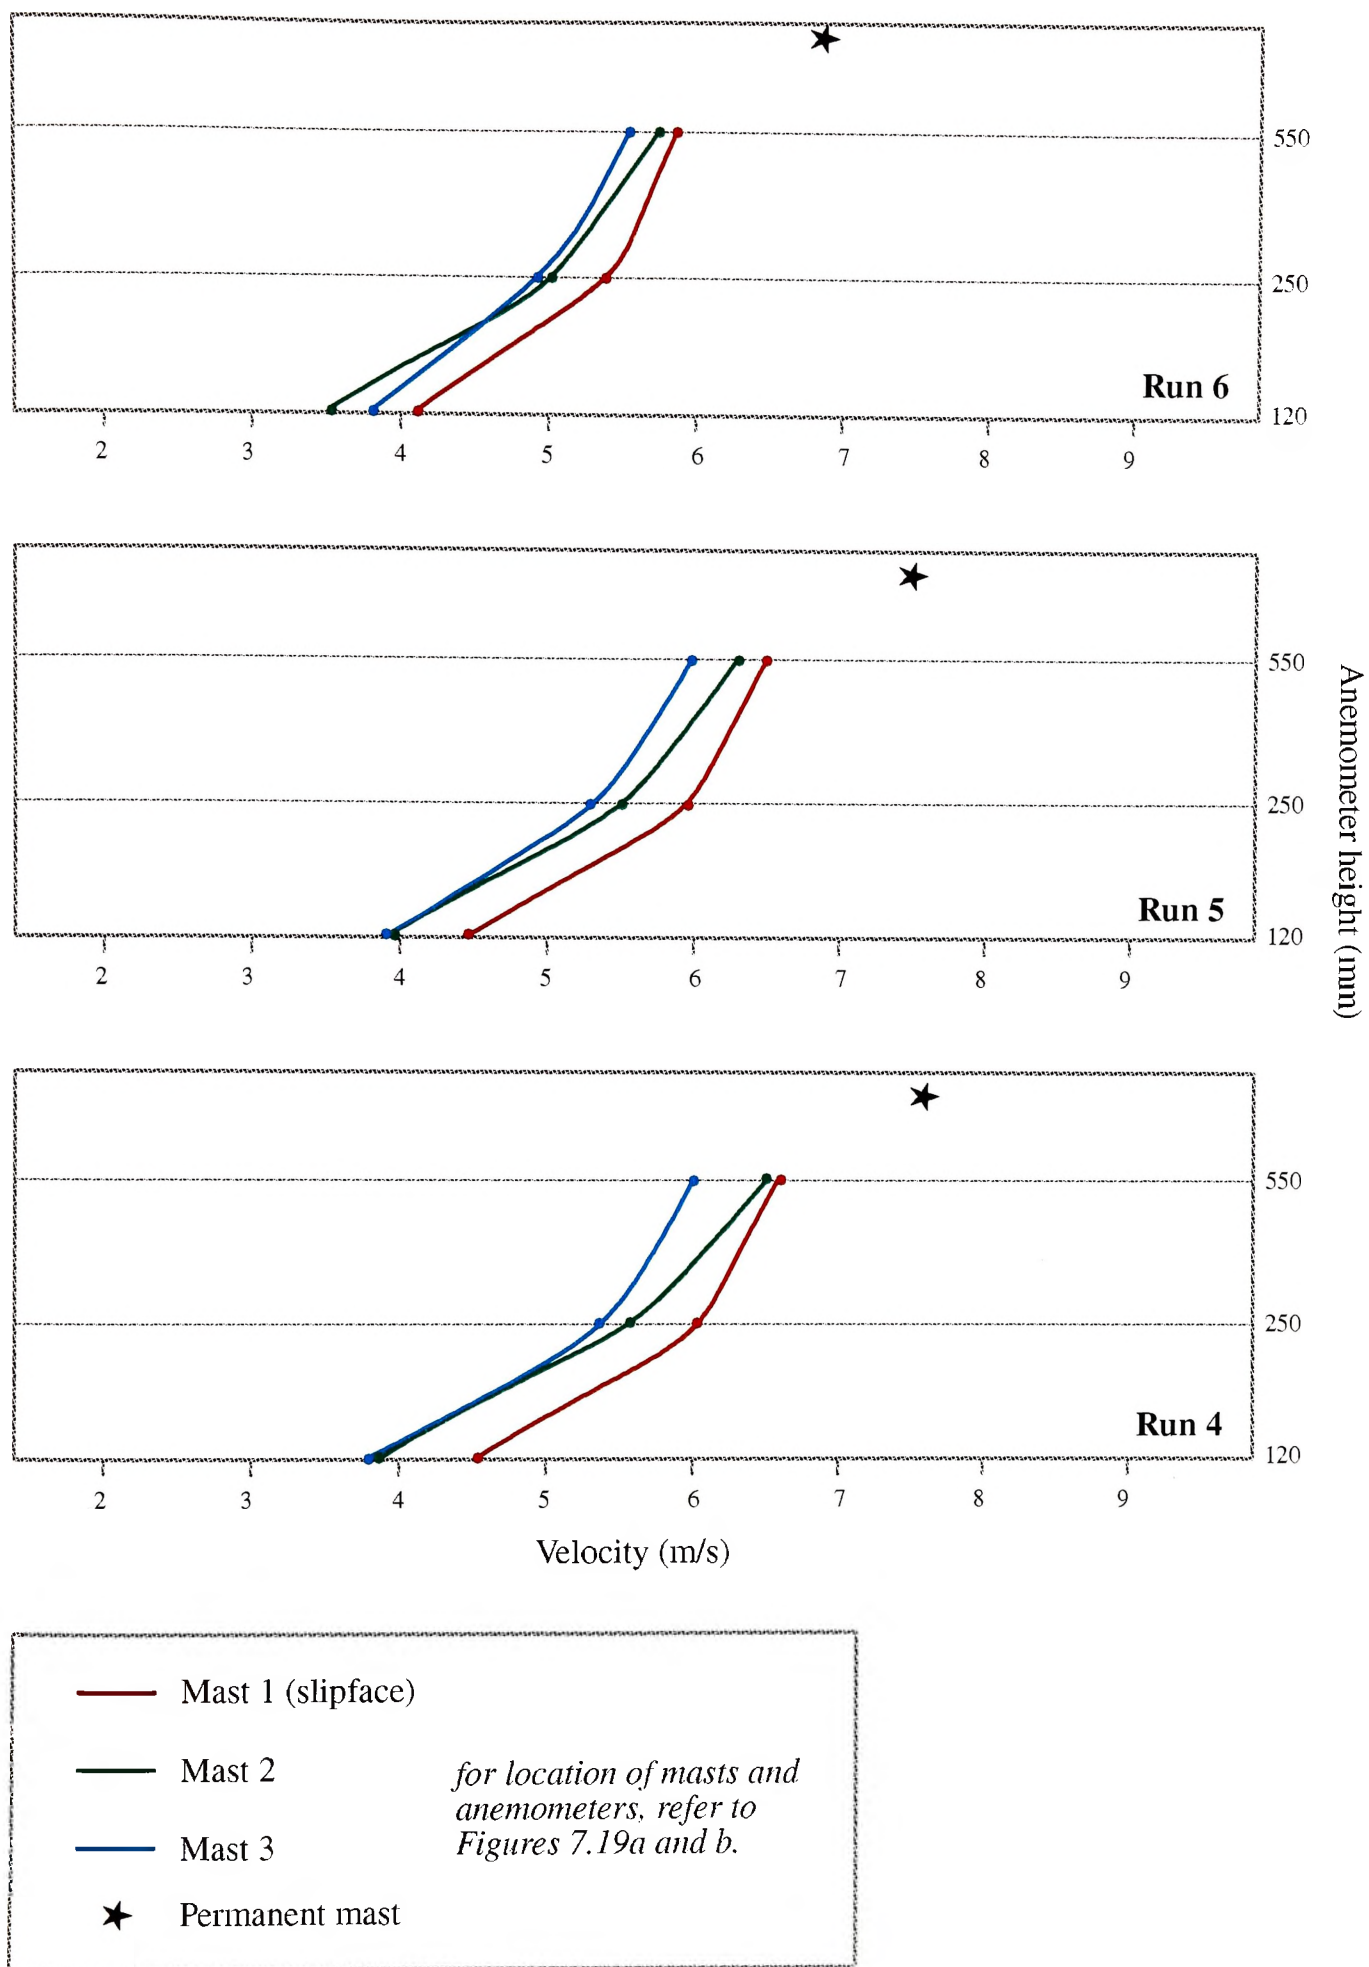 550
250
Run 6
120
2 3 4 5 6 7 8 9
550
250
Run 5
120
2 3 4 5 6 7 8 9
Anemometer height (mm)
550
250
Run 4
120
2 3 4 5 6 7 8 9
Velocity (m/s)
Mast 1 (slipface)
Mast 2
Mast 3
Permanent mast
for location of masts and
anemometers, refer to
Figures 7.19a and b.